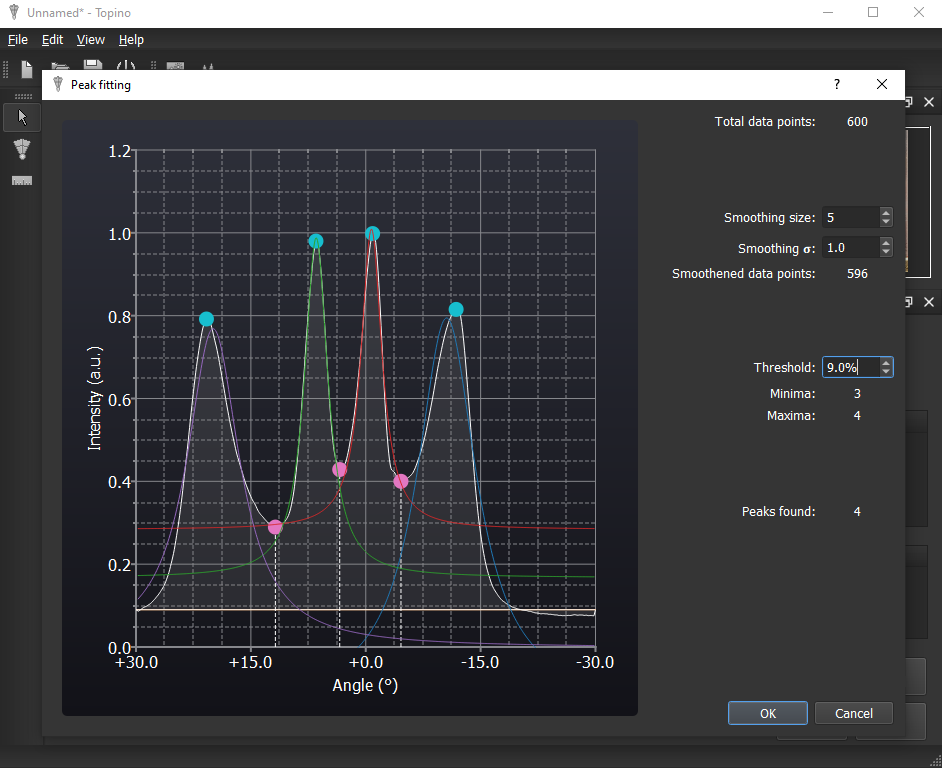 Unnamed* - Topino
File Edit View Help
Peak fitting
?
Total data points: 600
Smoothing size: 5
Smoothing σ: 1.0
Smoothened data points: 596
Threshold: 9.0%
Minima: 3
Maxima: 4
Peaks found: 4
1.2
1.0
0.8
0.6
0.4
0.2
0.0
Intensity (a.u.)
+30.0 +15.0 +0.0 -15.0 -30.0
Angle (º)
OK Cancel